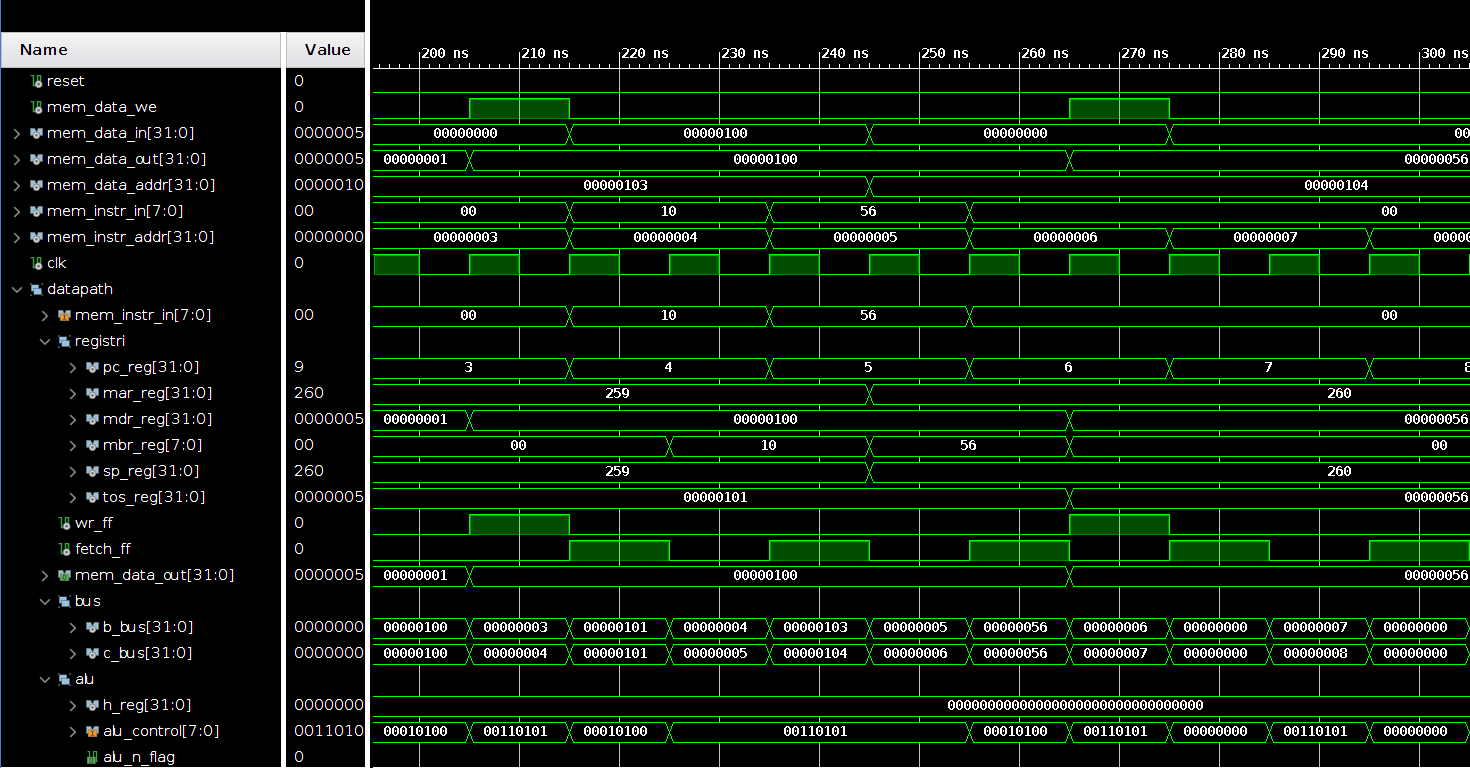 Name Value 200 ns 210 ns 220 ns 230 ns 240 ns 250 ns 260 ns 270 ns 280 ns 290 ns 300 ns
reset 0
mem_data_we 0
mem_data_in[31:0] 0000005 00000000 00000100 00000000 00
mem_data_out[31:0] 0000005 00000001 00000100 00000056
mem_data_addr[31:0] 0000010 00000103 00000104
mem_instr_in[7:0] 00 00 10 56 00
mem_instr_addr[31:0] 0000000 00000003 00000004 00000005 00000006 00000007 0000
clk 0
datapath
mem_instr_in[7:0] 00 00 10 56 00
registri
pc_reg[31:0] 9 3 4 5 6 7 8
mar_reg[31:0] 260 259 260
mdr_reg[31:0] 0000005 00000001 00000100 00000056
mbr_reg[7:0] 00 00 10 56 00
sp_reg[31:0] 260 259 260
tos_reg[31:0] 0000005 00000101 00000056
wr_ff 0
fetch_ff 0
mem_data_out[31:0] 0000005 00000001 00000100 00000056
bus
b_bus[31:0] 0000000 00000100 00000003 00000101 00000004 00000103 00000005 00000056 00000006 00000000 00000007 00000000
c_bus[31:0] 0000000 00000100 00000004 00000101 00000005 00000104 00000006 00000056 00000007 00000000 00000008 00000000
alu
h_reg[31:0] 0000000 00000000000000000000000000000000
alu_control[7:0] 0011010 00010100 00110101 00010100 00110101 00010100 00110101 00000000 00110101 00000000
alu_n_flag 0